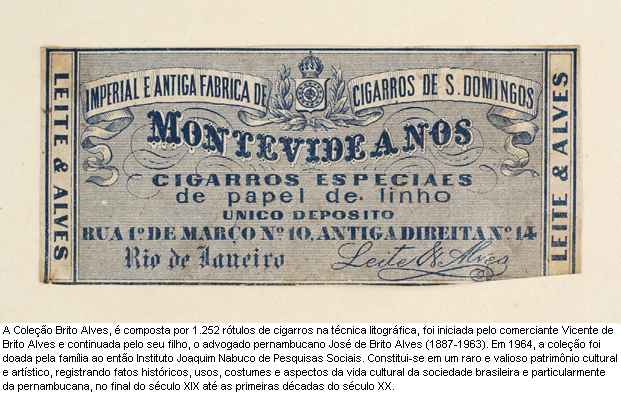 IMPERIAL E ANTIGA FABRICA DE CIGARROS DE S. DOMINGOS
LEITE & ALVES
MONTEVIDEANOS
CIGARROS ESPECIAES
de papel de linho
UNICO DEPOSITO
RUA 1º DE MARÇO Nº 10, ANTIGA DIREITA Nº 14
Rio de Janeiro Leite & Alves
LEITE & ALVES
A Coleção Brito Alves, é composta por 1.252 rótulos de cigarros na técnica litográfica, foi iniciada pelo comerciante Vicente de
Brito Alves e continuada pelo seu filho, o advogado pernambucano José de Brito Alves (1887-1963). Em 1964, a coleção foi
doada pela família ao então Instituto Joaquim Nabuco de Pesquisas Sociais. Constitui-se em um raro e valioso patrimônio cultural
e artístico, registrando fatos históricos, usos, costumes e aspectos da vida cultural da sociedade brasileira e particularmente
da pernambucana, no final do século XIX até as primeiras décadas do século XX.